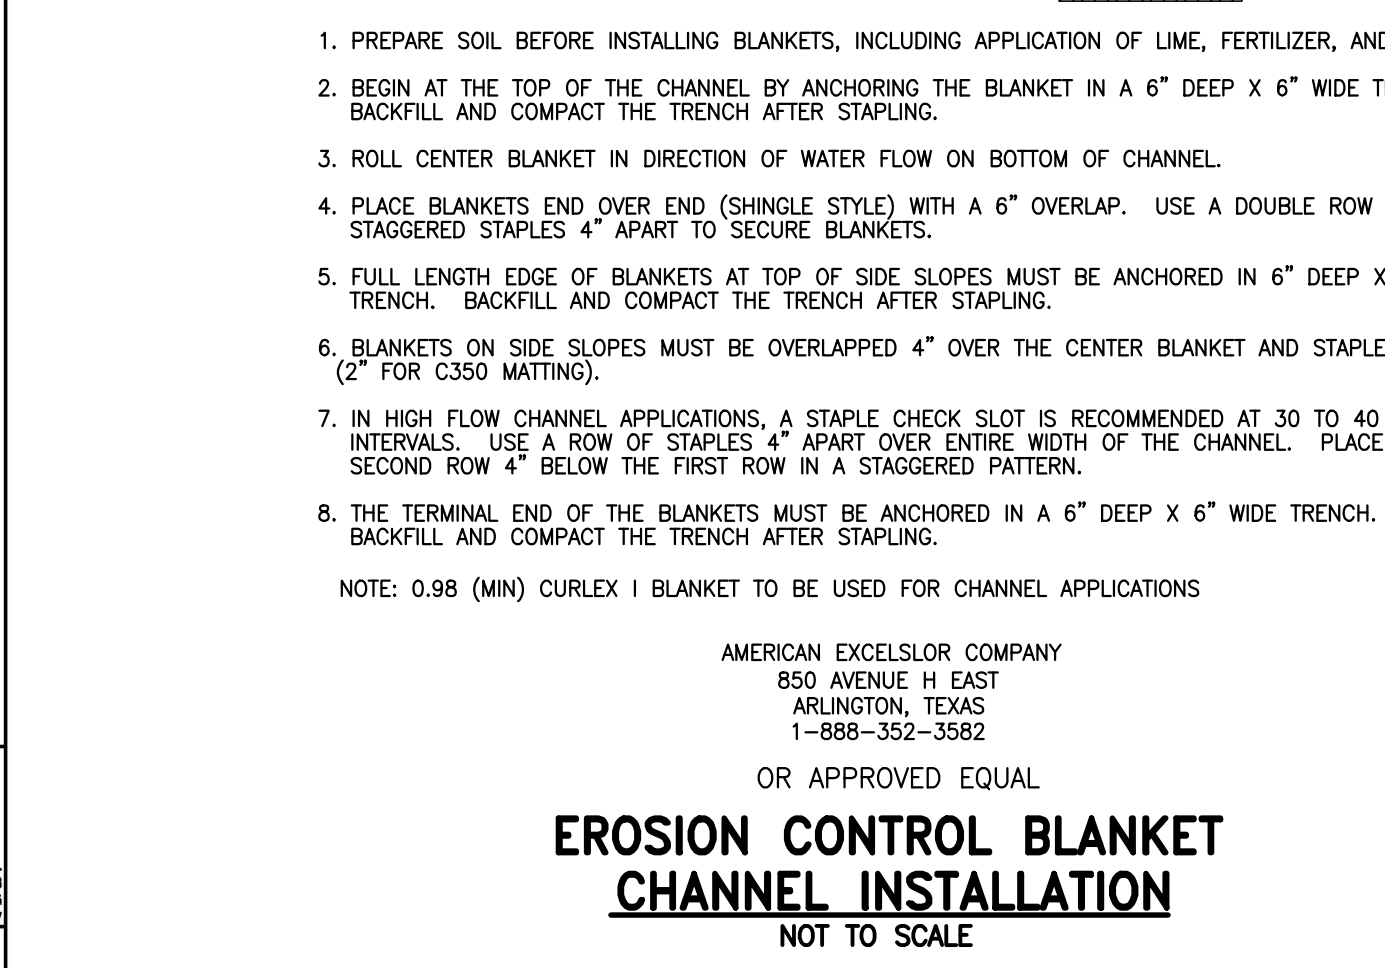 1. PREPARE SOIL BEFORE INSTALLING BLANKETS, INCLUDING APPLICATION OF LIME, FERTILIZER, AND
2. BEGIN AT THE TOP OF THE CHANNEL BY ANCHORING THE BLANKET IN A 6" DEEP X 6" WIDE
BACKFILL AND COMPACT THE TRENCH AFTER STAPLING.
3. ROLL CENTER BLANKET IN DIRECTION OF WATER FLOW ON BOTTOM OF CHANNEL.
4. PLACE BLANKETS END OVER END (SHINGLE STYLE) WITH A 6" OVERLAP. USE A DOUBLE ROW
STAGGERED STAPLES 4" APART TO SECURE BLANKETS.
5. FULL LENGTH EDGE OF BLANKETS AT TOP OF SIDE SLOPES MUST BE ANCHORED IN 6" DEEP X
TRENCH. BACKFILL AND COMPACT THE TRENCH AFTER STAPLING.
6. BLANKETS ON SIDE SLOPES MUST BE OVERLAPPED 4" OVER THE CENTER BLANKET AND STAPLE
(2" FOR C350 MATTING).
7. IN HIGH FLOW CHANNEL APPLICATIONS, A STAPLE CHECK SLOT IS RECOMMENDED AT 30 TO 40
INTERVALS. USE A ROW OF STAPLES 4" APART OVER ENTIRE WIDTH OF THE CHANNEL. PLACE
SECOND ROW 4" BELOW THE FIRST ROW IN A STAGGERED PATTERN.
8. THE TERMINAL END OF THE BLANKETS MUST BE ANCHORED IN A 6" DEEP X 6" WIDE TRENCH.
BACKFILL AND COMPACT THE TRENCH AFTER STAPLING.
NOTE: 0.98 (MIN) CURLEX I BLANKET TO BE USED FOR CHANNEL APPLICATIONS
AMERICAN EXCELSLOR COMPANY
850 AVENUE H EAST
ARLINGTON, TEXAS
1-888-352-3582
OR APPROVED EQUAL
EROSION CONTROL BLANKET
CHANNEL INSTALLATION
NOT TO SCALE